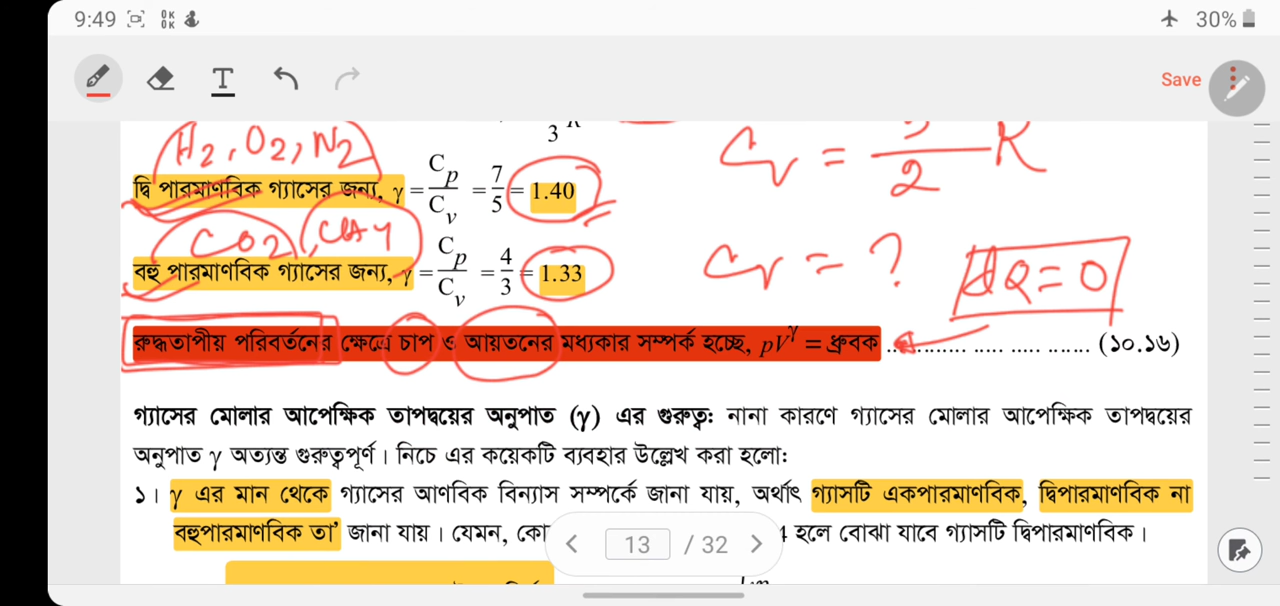 9:49 OK OK 30%
T Save
3
H2, O2, N2
Cv = 2 R
দ্বি পারমাণবিক গ্যাসের জন্য, γ = Cp/Cv = 7/5 = 1.40
CO2, CH4
Cv = ?
dQ = 0
বহু পারমাণবিক গ্যাসের জন্য, γ = Cp/Cv = 4/3 = 1.33
রুদ্ধতাপীয় পরিবর্তনের ক্ষেত্রে চাপ ও আয়তনের মধ্যকার সম্পর্ক হচ্ছে, pV^γ = ধ্রুবক ............ ..... ..... ....... (১০.১৬)
গ্যাসের মোলার আপেক্ষিক তাপদ্বয়ের অনুপাত (γ) এর গুরুত্ব: নানা কারণে গ্যাসের মোলার আপেক্ষিক তাপদ্বয়ের
অনুপাত γ অত্যন্ত গুরুত্বপূর্ণ। নিচে এর কয়েকটি ব্যবহার উল্লেখ করা হলো:
১। γ এর মান থেকে গ্যাসের আণবিক বিন্যাস সম্পর্কে জানা যায়, অর্থাৎ গ্যাসটি একপারমাণবিক, দ্বিপারমাণবিক না
বহুপারমাণবিক তা’ জানা যায়। যেমন, কো 4 হলে বোঝা যাবে গ্যাসটি দ্বিপারমাণবিক।
13 / 32